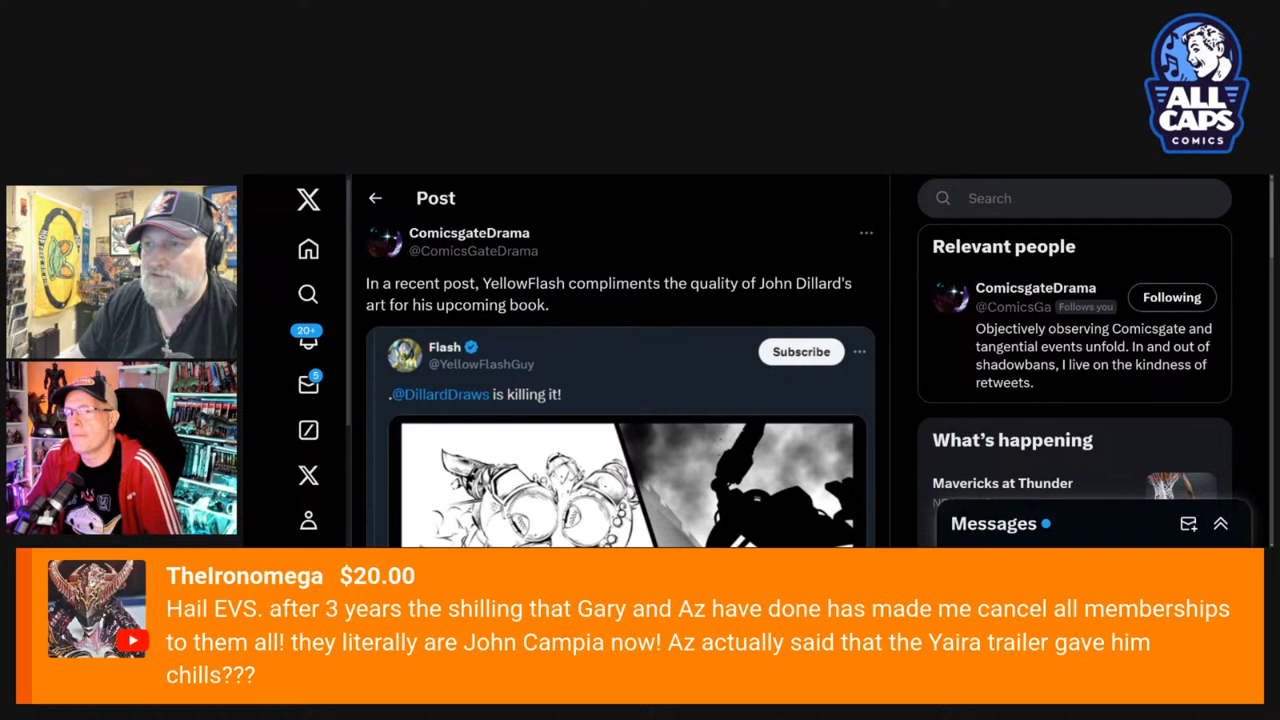 ALL
CAPS
COMICS
Post
ComicsgateDrama
@ComicsGateDrama
In a recent post, YellowFlash compliments the quality of John Dillard's
art for his upcoming book.
Flash
@YellowFlashGuy
Subscribe
.@DillardDraws is killing it!
20+
5
Search
Relevant people
ComicsgateDrama
@ComicsGa Follows you
Following
Objectively observing Comicsgate and
tangential events unfold. In and out of
shadowbans, I live on the kindness of
retweets.
What's happening
Mavericks at Thunder
Messages
TheIronomega $20.00
Hail EVS. after 3 years the shilling that Gary and Az have done has made me cancel all memberships
to them all! they literally are John Campia now! Az actually said that the Yaira trailer gave him
chills???